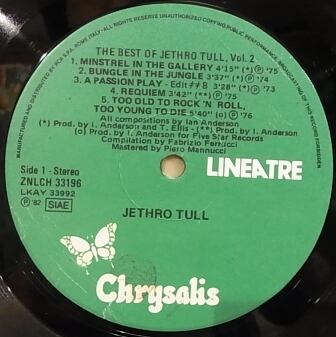 MANUFACTURED AND DISTRIBUTED BY RCA S.P.A. ROME ITALY - UNAUTHORIZED COPYING, PUBLIC PERFORMANCE, BROADCASTING OF THIS RECORD FORBIDDEN
THE BEST OF JETHRO TULL, Vol. 2
1. MINSTREL IN THE GALLERY 4'15" (*) Ⓟ '75
2. BUNGLE IN THE JUNGLE 3'37" (*) Ⓟ '74
3. A PASSION PLAY - Edit #8 3'28" (*) Ⓟ '73
4. REQUIEM 3'42" (**) Ⓟ '75
5. TOO OLD TO ROCK 'N ROLL,
TOO YOUNG TO DIE 5'40" (o) Ⓟ '76
All compositions by Ian Anderson
(*) Prod. by I. Anderson and T. Ellis - (**) Prod. by I. Anderson
(o) Prod. by I. Anderson for Five Star Records
Compilation by Fabrizio Ferrucci
Mastered by Piero Mannucci
Side 1 - Stereo
ZNLCH 33196
LKAY 33992
Ⓟ '82 SIAE
LINEATRE
JETHRO TULL
Chrysalis